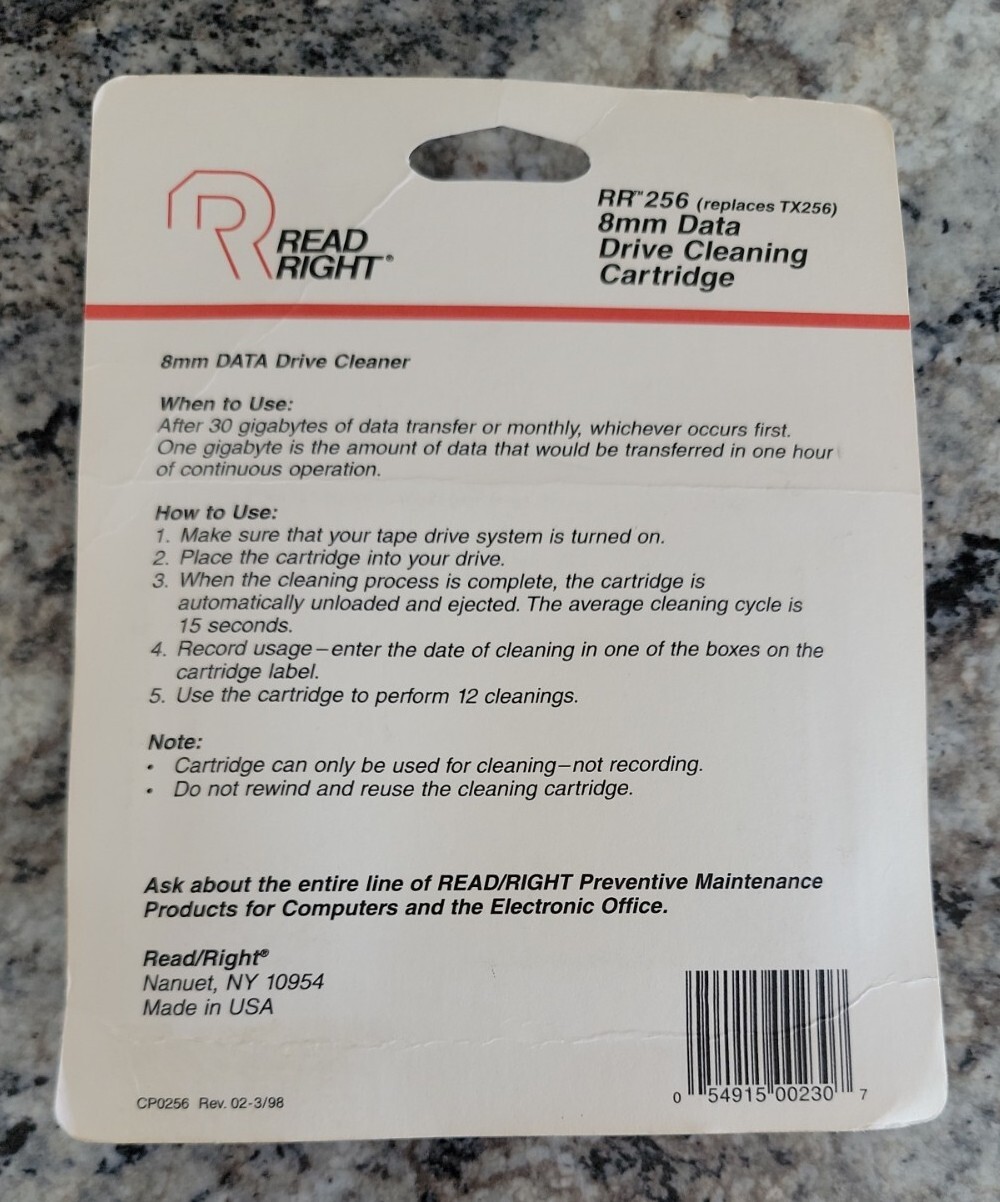 READ
RIGHT®
RR™256 (replaces TX256)
8mm Data
Drive Cleaning
Cartridge
8mm DATA Drive Cleaner
When to Use:
After 30 gigabytes of data transfer or monthly, whichever occurs first.
One gigabyte is the amount of data that would be transferred in one hour
of continuous operation.
How to Use:
1. Make sure that your tape drive system is turned on.
2. Place the cartridge into your drive.
3. When the cleaning process is complete, the cartridge is
automatically unloaded and ejected. The average cleaning cycle is
15 seconds.
4. Record usage–enter the date of cleaning in one of the boxes on the
cartridge label.
5. Use the cartridge to perform 12 cleanings.
Note:
• Cartridge can only be used for cleaning–not recording.
• Do not rewind and reuse the cleaning cartridge.
Ask about the entire line of READ/RIGHT Preventive Maintenance
Products for Computers and the Electronic Office.
Read/Right®
Nanuet, NY 10954
Made in USA
CP0256 Rev. 02-3/98
0 54915 00230 7